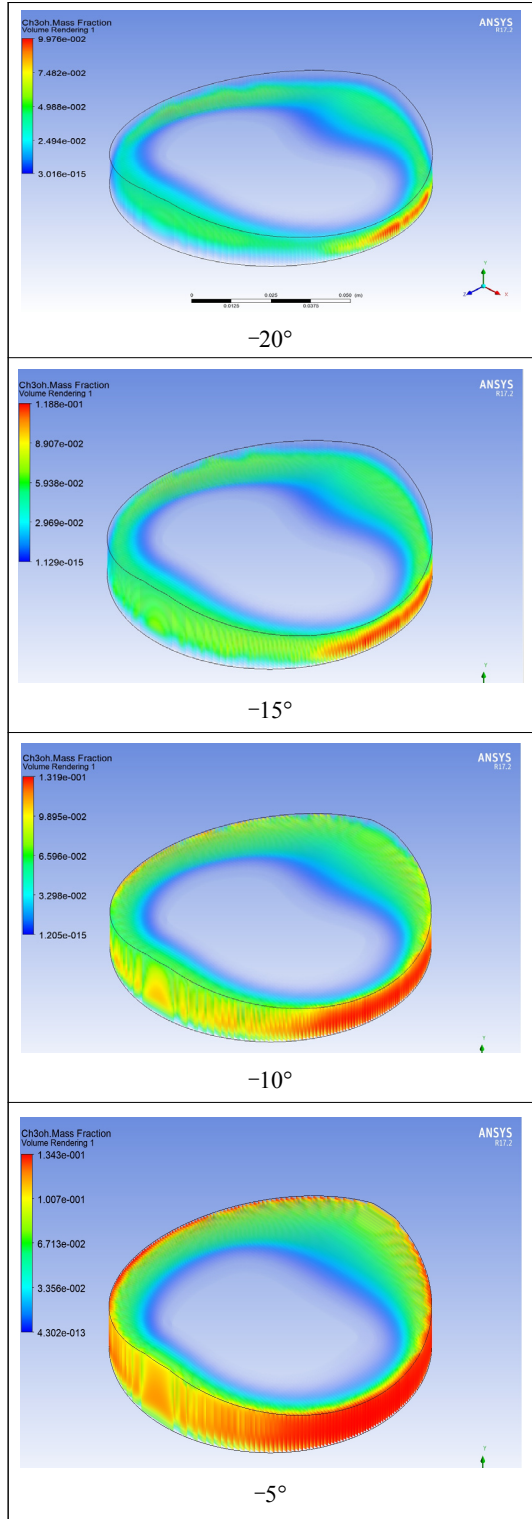 Ch3oh.Mass Fraction
Volume Rendering 1
9.976e-002
7.482e-002
4.988e-002
2.494e-002
3.016e-015
ANSYS
R17.2
0 0.025 0.050 (m)
0.0125 0.0375
Y
Z X
-20°
Ch3oh.Mass Fraction
Volume Rendering 1
1.188e-001
8.907e-002
5.938e-002
2.969e-002
1.129e-015
ANSYS
R17.2
Y
-15°
Ch3oh.Mass Fraction
Volume Rendering 1
1.319e-001
9.895e-002
6.596e-002
3.298e-002
1.205e-015
ANSYS
R17.2
Y
-10°
Ch3oh.Mass Fraction
Volume Rendering 1
1.343e-001
1.007e-001
6.713e-002
3.356e-002
4.302e-013
ANSYS
R17.2
Y
-5°